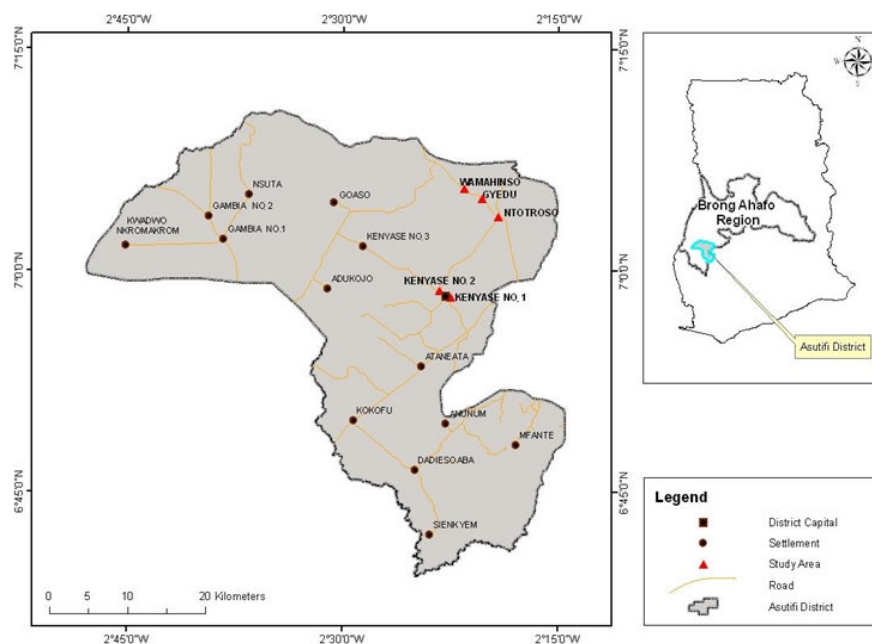 2°45'0"W 2°30'0"W 2°15'0"W
7°15'0"N
7°15'0"N
WAMAHINSO
GYEDU
NTOTROSO
NSUTA
GOASO
GAMBIA NO.2
KWADWO
NKROMAKROM
GAMBIA NO.1
KENYASE NO,3
7°0'0"N
7°0'0"N
ADUKOJO
KENYASE NO. 2
KENYASE NO. 1
ATANEATA
KOKOFU
ANUNUM
MFANTE
DADIESOABA
6°45'0"N
6°45'0"N
SIENKYEM
0 5 10 20 Kilometers
2°45'0"W 2°30'0"W 2°15'0"W
N
W E
S
Brong Ahafo
Region
Asutifi District
Legend
District Capital
Settlement
Study Area
Road
Asutifi District